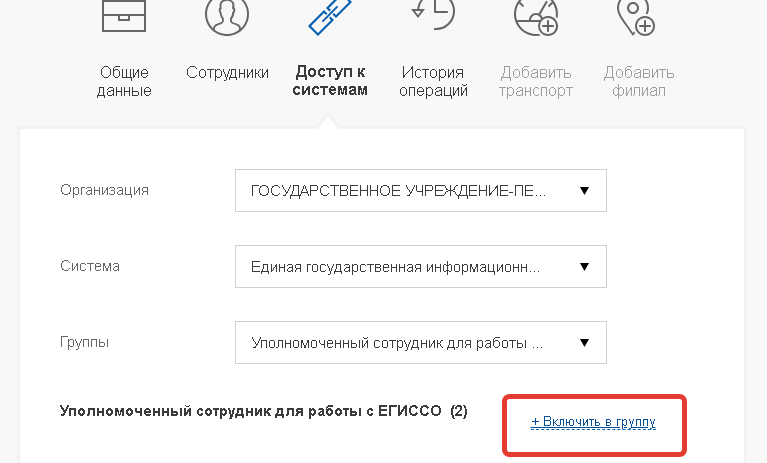 Общие данные
Сотрудники
Доступ к системам
История операций
Добавить транспорт
Добавить филиал
Организация
ГОСУДАРСТВЕННОЕ УЧРЕЖДЕНИЕ-ПЕ...
Система
Единая государственная информационн...
Группы
Уполномоченный сотрудник для работы ...
Уполномоченный сотрудник для работы с ЕГИССО (2)
+ Включить в группу